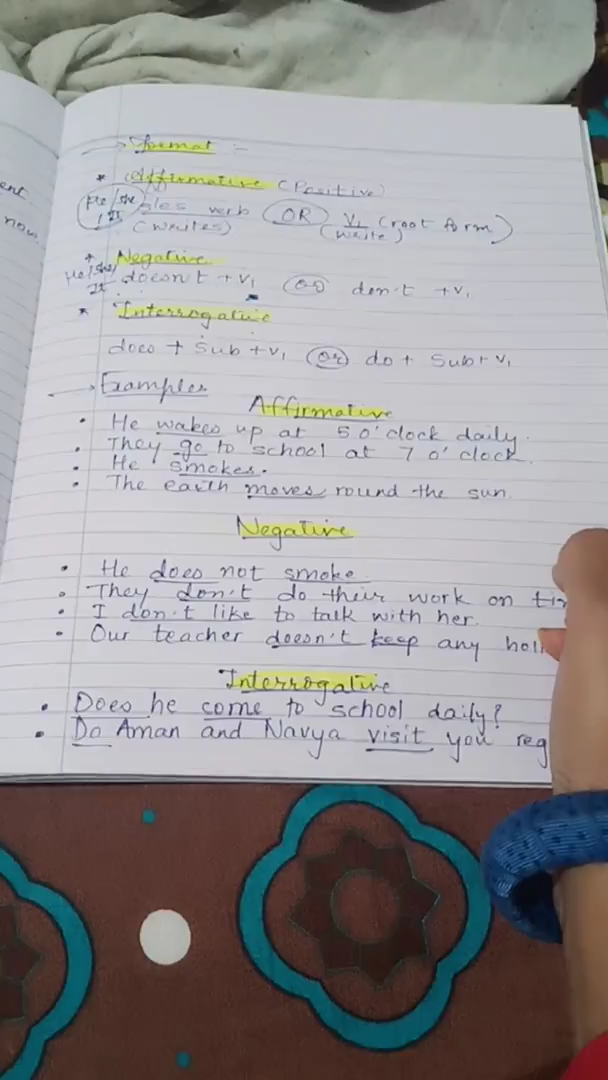 ent
now
→ Format :-
* Affirmative (Positive)
He/she It s/es verb OR V1 (root form)
(writes) (write)
* Negative
He/she It doesn't + V1 OR don't + V1
* Interrogative
does + Sub + V1 OR do + Sub + V1
→ Examples
Affirmative
• He wakes up at 5 o'clock daily.
• They go to school at 7 o'clock.
• He smokes.
• The earth moves round the sun.
Negative
• He does not smoke.
• They don't do their work on
• I don't like to talk with her.
• Our teacher doesn't keep any
Interrogative
• Does he come to school daily?
• Do Aman and Navya visit you reg